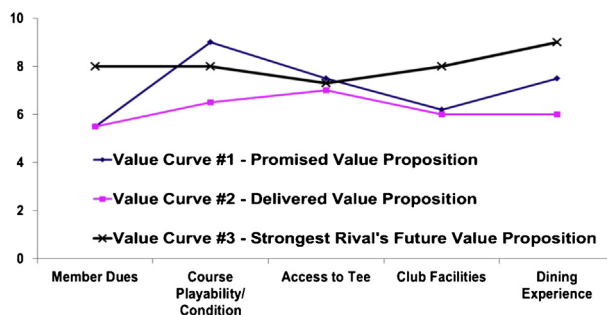 10
8
6
4
2
0
Value Curve #1 - Promised Value Proposition
Value Curve #2 - Delivered Value Proposition
Value Curve #3 - Strongest Rival's Future Value Proposition
Member Dues
Course
Playability/
Condition
Access to Tee
Club Facilities
Dining
Experience